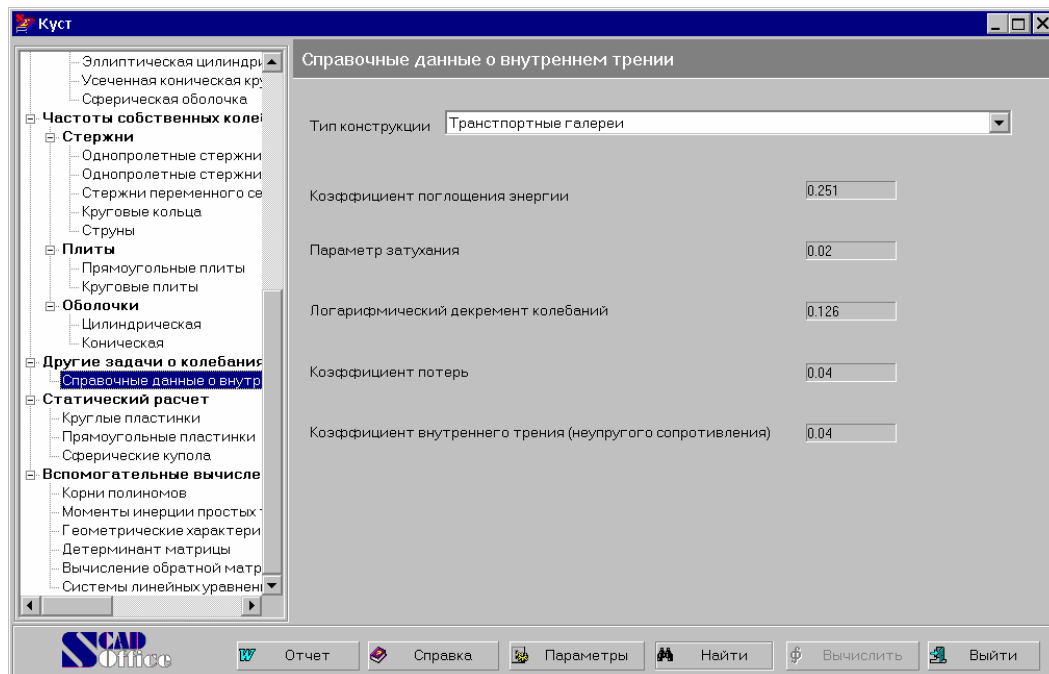 Куст
Эллиптическая цилиндри
Усеченная коническая кру
Сферическая оболочка
Частоты собственных колеб
Стержни
Однопролетные стержни
Однопролетные стержни
Стержни переменного се
Круговые кольца
Струны
Плиты
Прямоугольные плиты
Круговые плиты
Оболочки
Цилиндрическая
Коническая
Другие задачи о колебания
Справочные данные о внутр
Статический расчет
Круглые пластинки
Прямоугольные пластинки
Сферические купола
Вспомогательные вычисле
Корни полиномов
Моменты инерции простых т
Геометрические характери
Детерминант матрицы
Вычисление обратной матр
Системы линейных уравнени
Справочные данные о внутреннем трении
Тип конструкции Транстпортные галереи
Коэффициент поглощения энергии 0.251
Параметр затухания 0.02
Логарифмический декремент колебаний 0.126
Коэффициент потерь 0.04
Коэффициент внутреннего трения (неупругого сопротивления) 0.04
SCAD Office
Отчет Справка Параметры Найти Вычислить Выйти